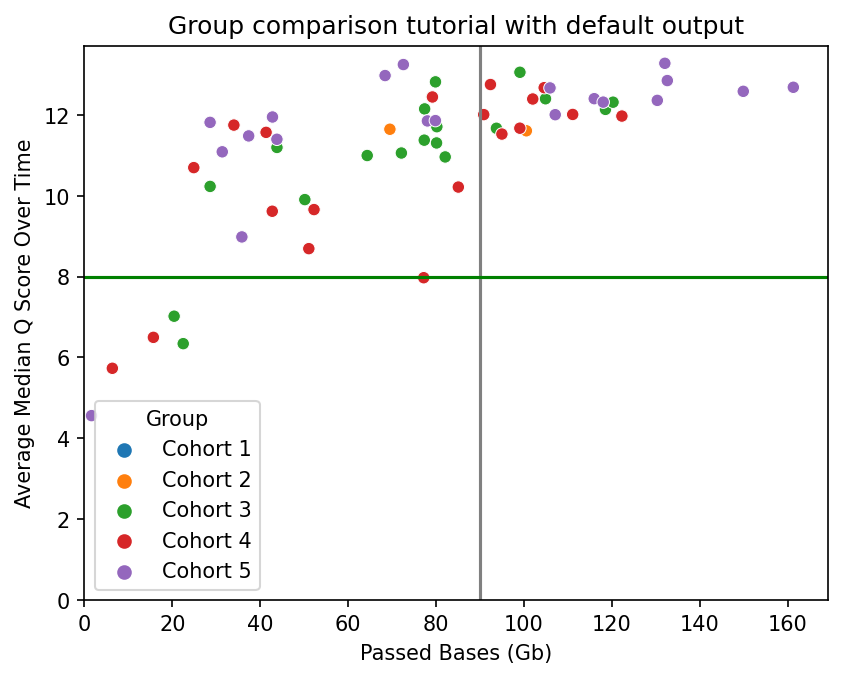 Group comparison tutorial with default output
Average Median Q Score Over Time
12
10
8
6
4
2
0
Group
Cohort 1
Cohort 2
Cohort 3
Cohort 4
Cohort 5
0 20 40 60 80 100 120 140 160
Passed Bases (Gb)